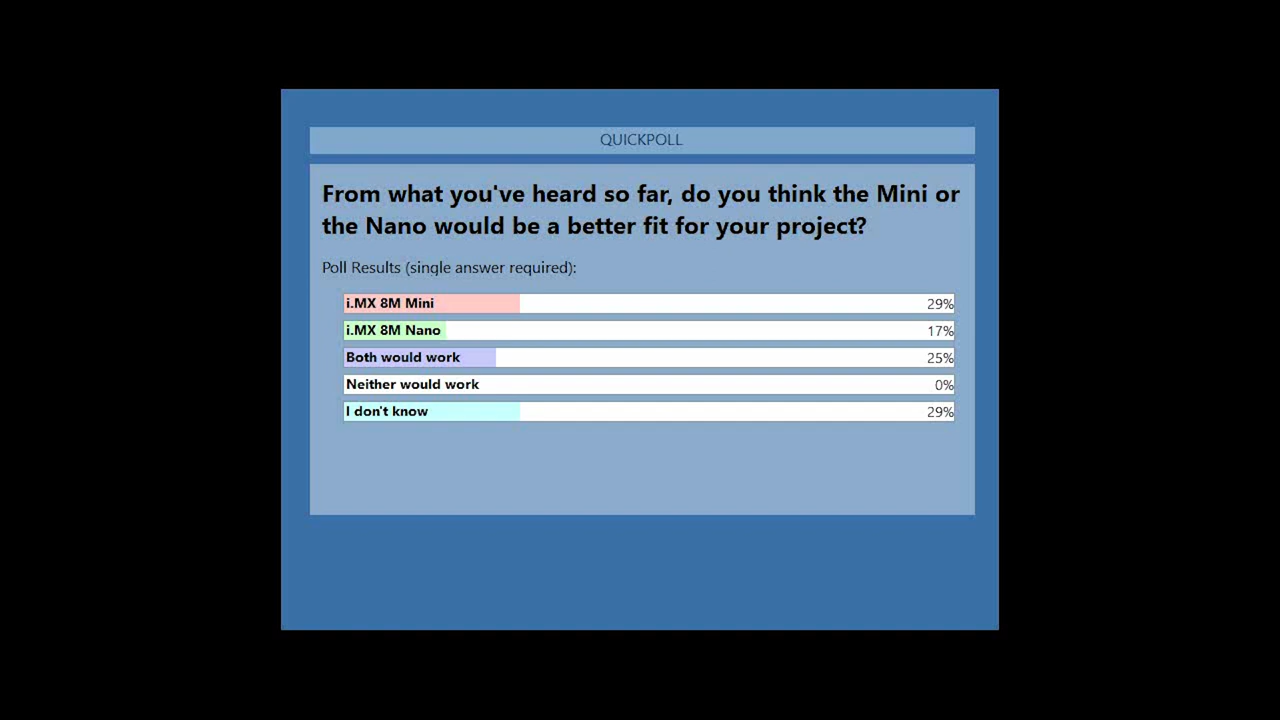 QUICKPOLL
From what you've heard so far, do you think the Mini or
the Nano would be a better fit for your project?
Poll Results (single answer required):
i.MX 8M Mini 29%
i.MX 8M Nano 17%
Both would work 25%
Neither would work 0%
I don't know 29%